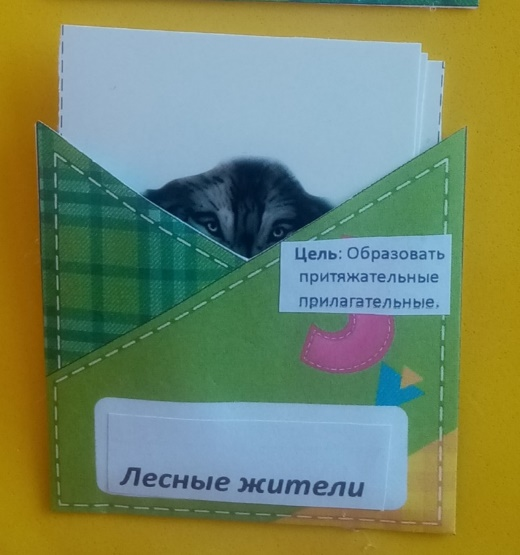 Цель: Образовать
притяжательные
прилагательные.
Лесные жители